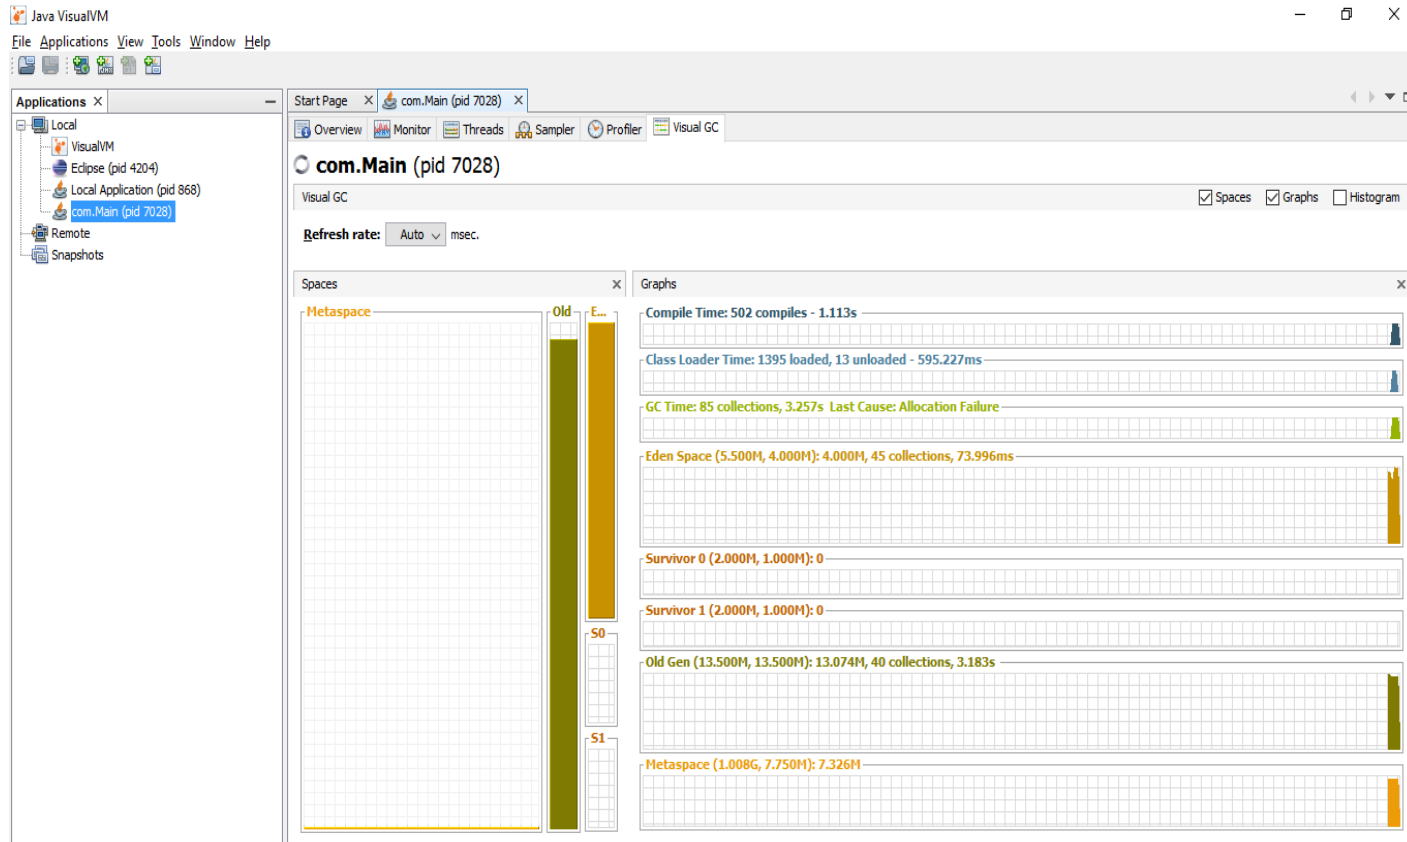 Java VisualVM
File Applications View Tools Window Help
Applications
Local
VisualVM
Eclipse (pid 4204)
Local Application (pid 868)
com.Main (pid 7028)
Remote
Snapshots
Start Page
com.Main (pid 7028)
Overview Monitor Threads Sampler Profiler Visual GC
com.Main (pid 7028)
Visual GC
Spaces Graphs Histogram
Refresh rate: Auto msec.
Spaces
Metaspace Old E...
S0
S1
Graphs
Compile Time: 502 compiles - 1.113s
Class Loader Time: 1395 loaded, 13 unloaded - 595.227ms
GC Time: 85 collections, 3.257s Last Cause: Allocation Failure
Eden Space (5.500M, 4.000M): 4.000M, 45 collections, 73.996ms
Survivor 0 (2.000M, 1.000M): 0
Survivor 1 (2.000M, 1.000M): 0
Old Gen (13.500M, 13.500M): 13.074M, 40 collections, 3.183s
Metaspace (1.008G, 7.750M): 7.326M